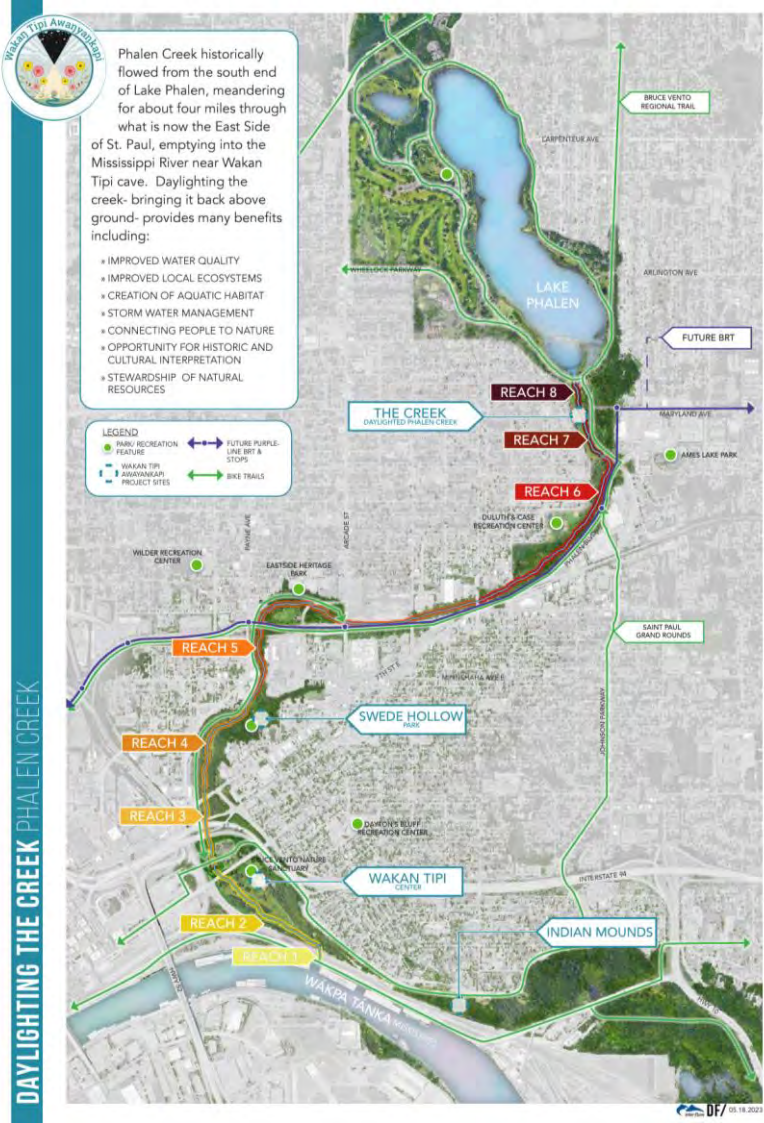 Wakan Tipi Awanyankapi
Phalen Creek historically
flowed from the south end
of Lake Phalen, meandering
for about four miles through
what is now the East Side
of St. Paul, emptying into the
Mississippi River near Wakan
Tipi cave. Daylighting the
creek- bringing it back above
ground- provides many benefits
including:
» IMPROVED WATER QUALITY
» IMPROVED LOCAL ECOSYSTEMS
» CREATION OF AQUATIC HABITAT
» STORM WATER MANAGEMENT
» CONNECTING PEOPLE TO NATURE
» OPPORTUNITY FOR HISTORIC AND
CULTURAL INTERPRETATION
» STEWARDSHIP OF NATURAL
RESOURCES
LEGEND
PARK/ RECREATION
FEATURE
WAKAN TIPI
AWAYANKAPI
PROJECT SITES
FUTURE PURPLE-
LINE BRT &
STOPS
BIKE TRAILS
BRUCE VENTO
REGIONAL TRAIL
LARPENTEUR AVE
WHEELOCK PARKWAY
ARLINGTON AVE
LAKE
PHALEN
FUTURE BRT
REACH 8
THE CREEK
DAYLIGHTED PHALEN CREEK
MARYLAND AVE
REACH 7
AMES LAKE PARK
REACH 6
DULUTH & CASE
RECREATION CENTER
PAYNE AVE
ARCADE ST
WILDER RECREATION
CENTER
EASTSIDE HERITAGE
PARK
SAINT PAUL
GRAND ROUNDS
REACH 5
7TH ST E
MINNEHAHA AVE E
JOHNSON PARKWAY
SWEDE HOLLOW
PARK
REACH 4
REACH 3
DAYTON'S BLUFF
RECREATION CENTER
BRUCE VENTO NATURE
SANCTUARY
WAKAN TIPI
CENTER
INTERSTATE 94
REACH 2
INDIAN MOUNDS
REACH 1
WAKPA TANKA
DAYLIGHTING THE CREEK PHALEN CREEK
DF/ 05.18.2023